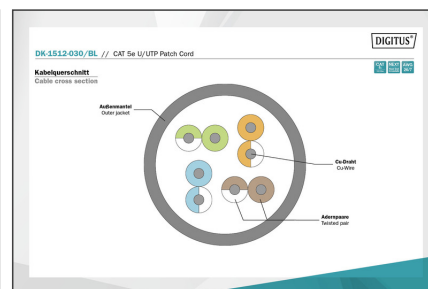 DIGITUS®
DK-1512-030/BL // CAT 5e U/UTP Patch Cord
Kabelquerschnitt
Cable cross section
Außenmantel
Outer jacket
Cu-Draht
Cu-Wire
Adernpaare
Twisted pair